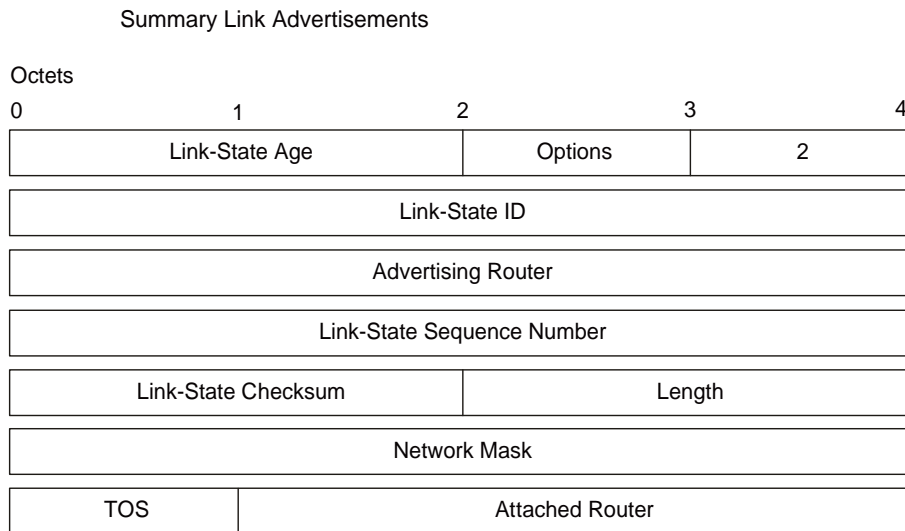 Summary Link Advertisements
Octets
0 1 2 3 4
Link-State Age Options 2
Link-State ID
Advertising Router
Link-State Sequence Number
Link-State Checksum Length
Network Mask
TOS Attached Router